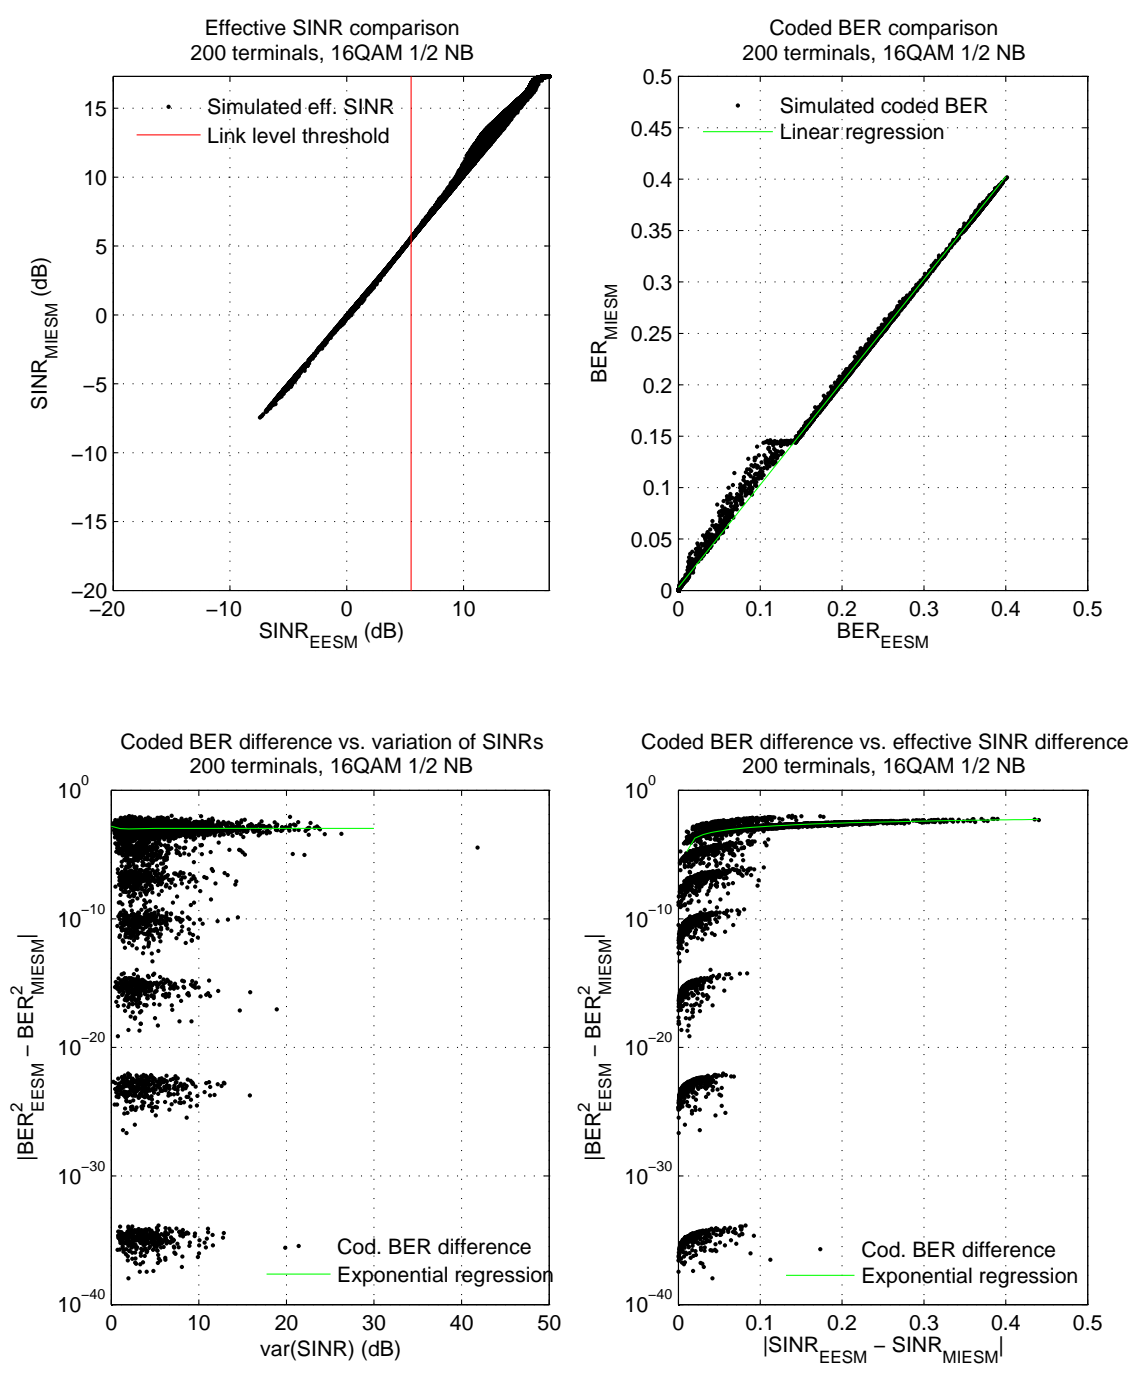 Effective SINR comparison
200 terminals, 16QAM 1/2 NB
Simulated eff. SINR
Link level threshold
15
10
5
0
−5
−10
−15
−20
−20
−10
0
10
SINR_MIESM (dB)
SINR_EESM (dB)
Coded BER comparison
200 terminals, 16QAM 1/2 NB
Simulated coded BER
Linear regression
0.5
0.45
0.4
0.35
0.3
0.25
0.2
0.15
0.1
0.05
0
0
0.1
0.2
0.3
0.4
0.5
BER_MIESM
BER_EESM
Coded BER difference vs. variation of SINRs
200 terminals, 16QAM 1/2 NB
10^0
10^−10
10^−20
10^−30
10^−40
Cod. BER difference
Exponential regression
0
10
20
30
40
50
|BER^2_EESM − BER^2_MIESM|
var(SINR) (dB)
Coded BER difference vs. effective SINR difference
200 terminals, 16QAM 1/2 NB
10^0
10^−10
10^−20
10^−30
10^−40
Cod. BER difference
Exponential regression
0
0.1
0.2
0.3
0.4
0.5
|BER^2_EESM − BER^2_MIESM|
|SINR_EESM − SINR_MIESM|